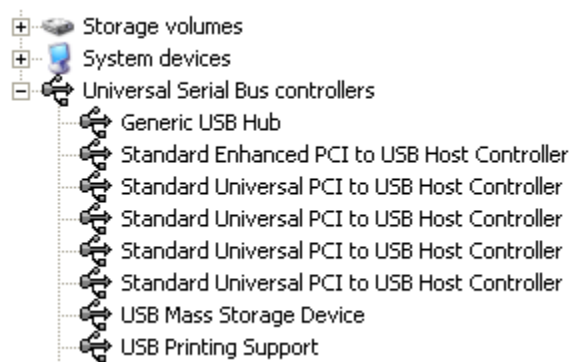 Storage volumes
System devices
Universal Serial Bus controllers
Generic USB Hub
Standard Enhanced PCI to USB Host Controller
Standard Universal PCI to USB Host Controller
Standard Universal PCI to USB Host Controller
Standard Universal PCI to USB Host Controller
Standard Universal PCI to USB Host Controller
USB Mass Storage Device
USB Printing Support